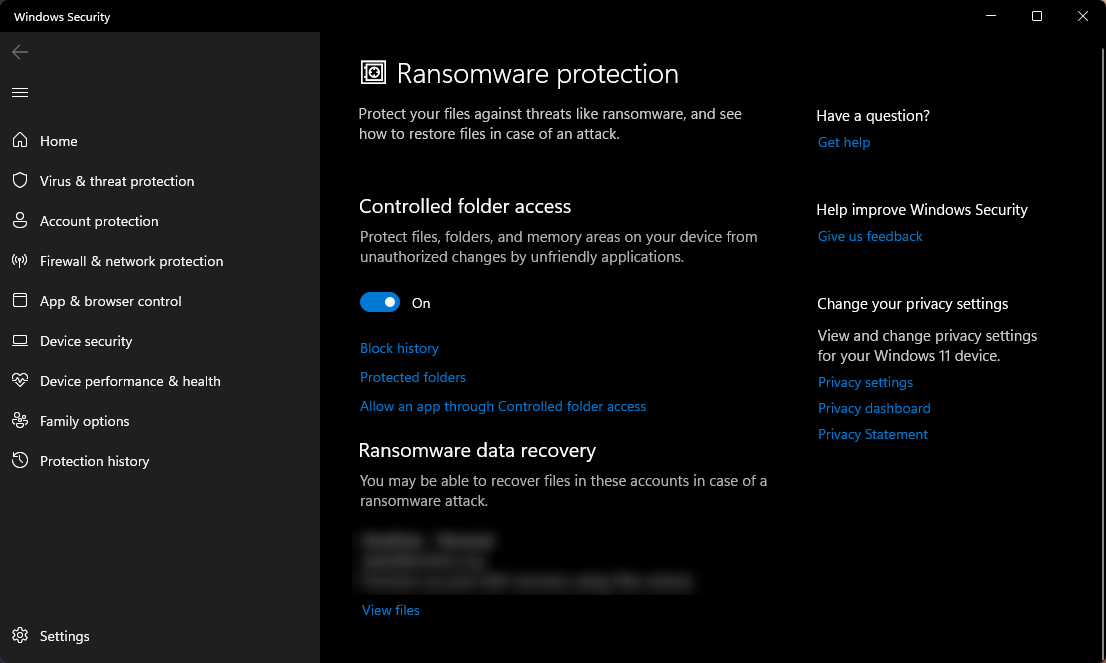 Windows Security
Home
Virus & threat protection
Account protection
Firewall & network protection
App & browser control
Device security
Device performance & health
Family options
Protection history
Settings
Ransomware protection
Protect your files against threats like ransomware, and see
how to restore files in case of an attack.
Controlled folder access
Protect files, folders, and memory areas on your device from
unauthorized changes by unfriendly applications.
On
Block history
Protected folders
Allow an app through Controlled folder access
Ransomware data recovery
You may be able to recover files in these accounts in case of a
ransomware attack.
View files
Have a question?
Get help
Help improve Windows Security
Give us feedback
Change your privacy settings
View and change privacy settings
for your Windows 11 device.
Privacy settings
Privacy dashboard
Privacy Statement